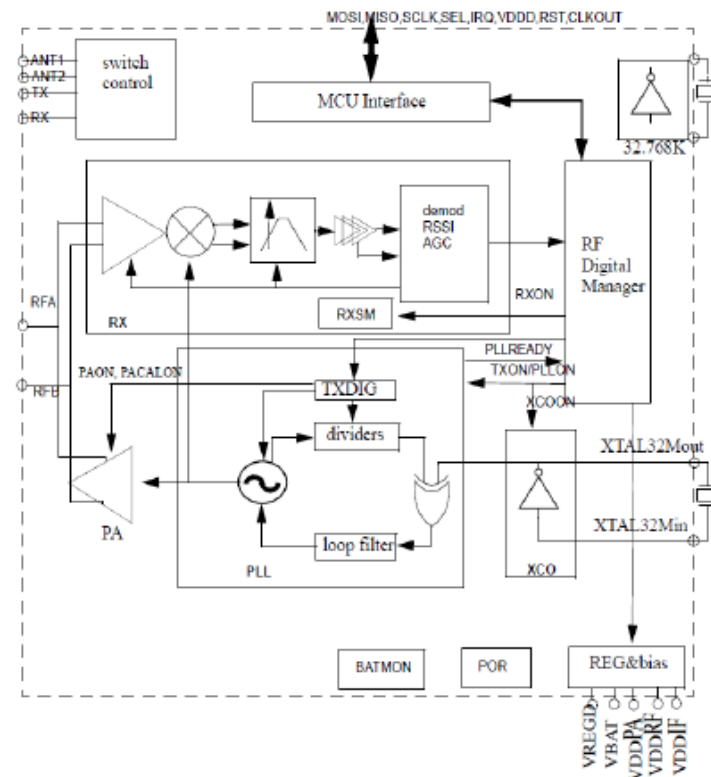 MOSI,MISO,SCLK,SEL,IRQ,VDDD,RST,CLKOUT
ANT1
ANT2
TX
RX
switch
control
MCU Interface
32.768K
demod
RSSI
AGC
RF
Digital
Manager
RFA
RX
RXSM
RXON
PLLREADY
TXON/PLLON
XCOON
RFB
PAON, PACALON
TXDIG
dividers
XTAL32Mout
XTAL32Min
PA
loop filter
PLL
XCO
BATMON
POR
REG&bias
VREGD
VBAT
VDDPA
VDDRF
VDDIF